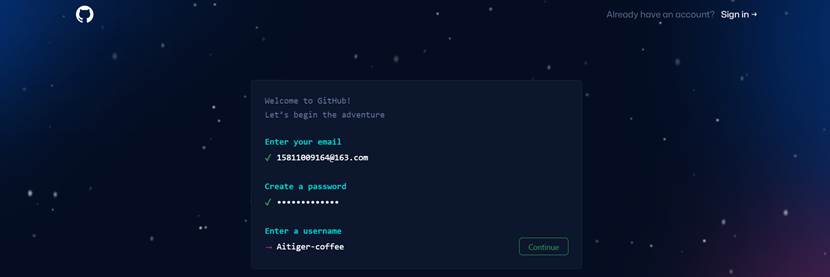 Already have an account? Sign in →
Welcome to GitHub!
Let's begin the adventure
Enter your email
✓ 15811009164@163.com
Create a password
✓ •••••••••••••
Enter a username
→ Aitiger-coffee
Continue